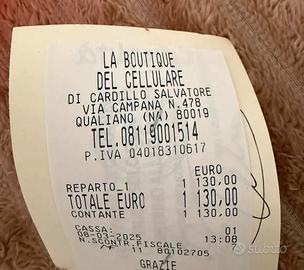 LA BOUTIQUE
DEL CELLULARE
DI CARDILLO SALVATORE
VIA CAMPANA N.478
QUALIANO (NA) 80019
TEL.08119001514
P.IVA 04018310617
EURO
REPARTO_1 1 130,00
TOTALE EURO 1 130,00
CONTANTE 1 130,00
CASSA: 01
08-03-2025 13:08
N.SCONTR.FISCALE
11 80102705
GRAZIE
subito